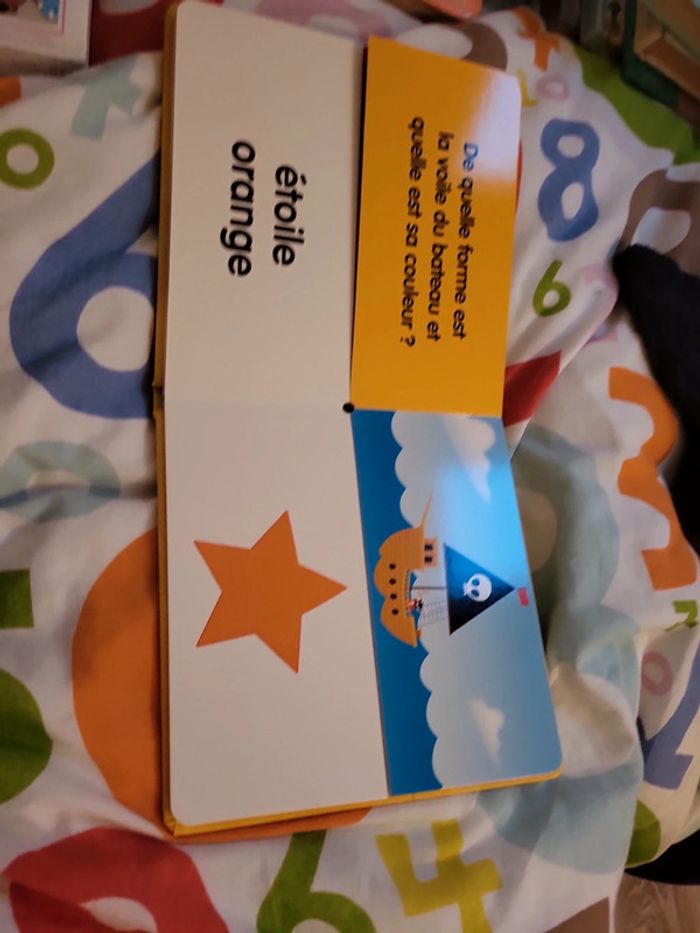 De quelle forme est
la voile du bateau et
quelle est sa couleur ?
étoile
orange